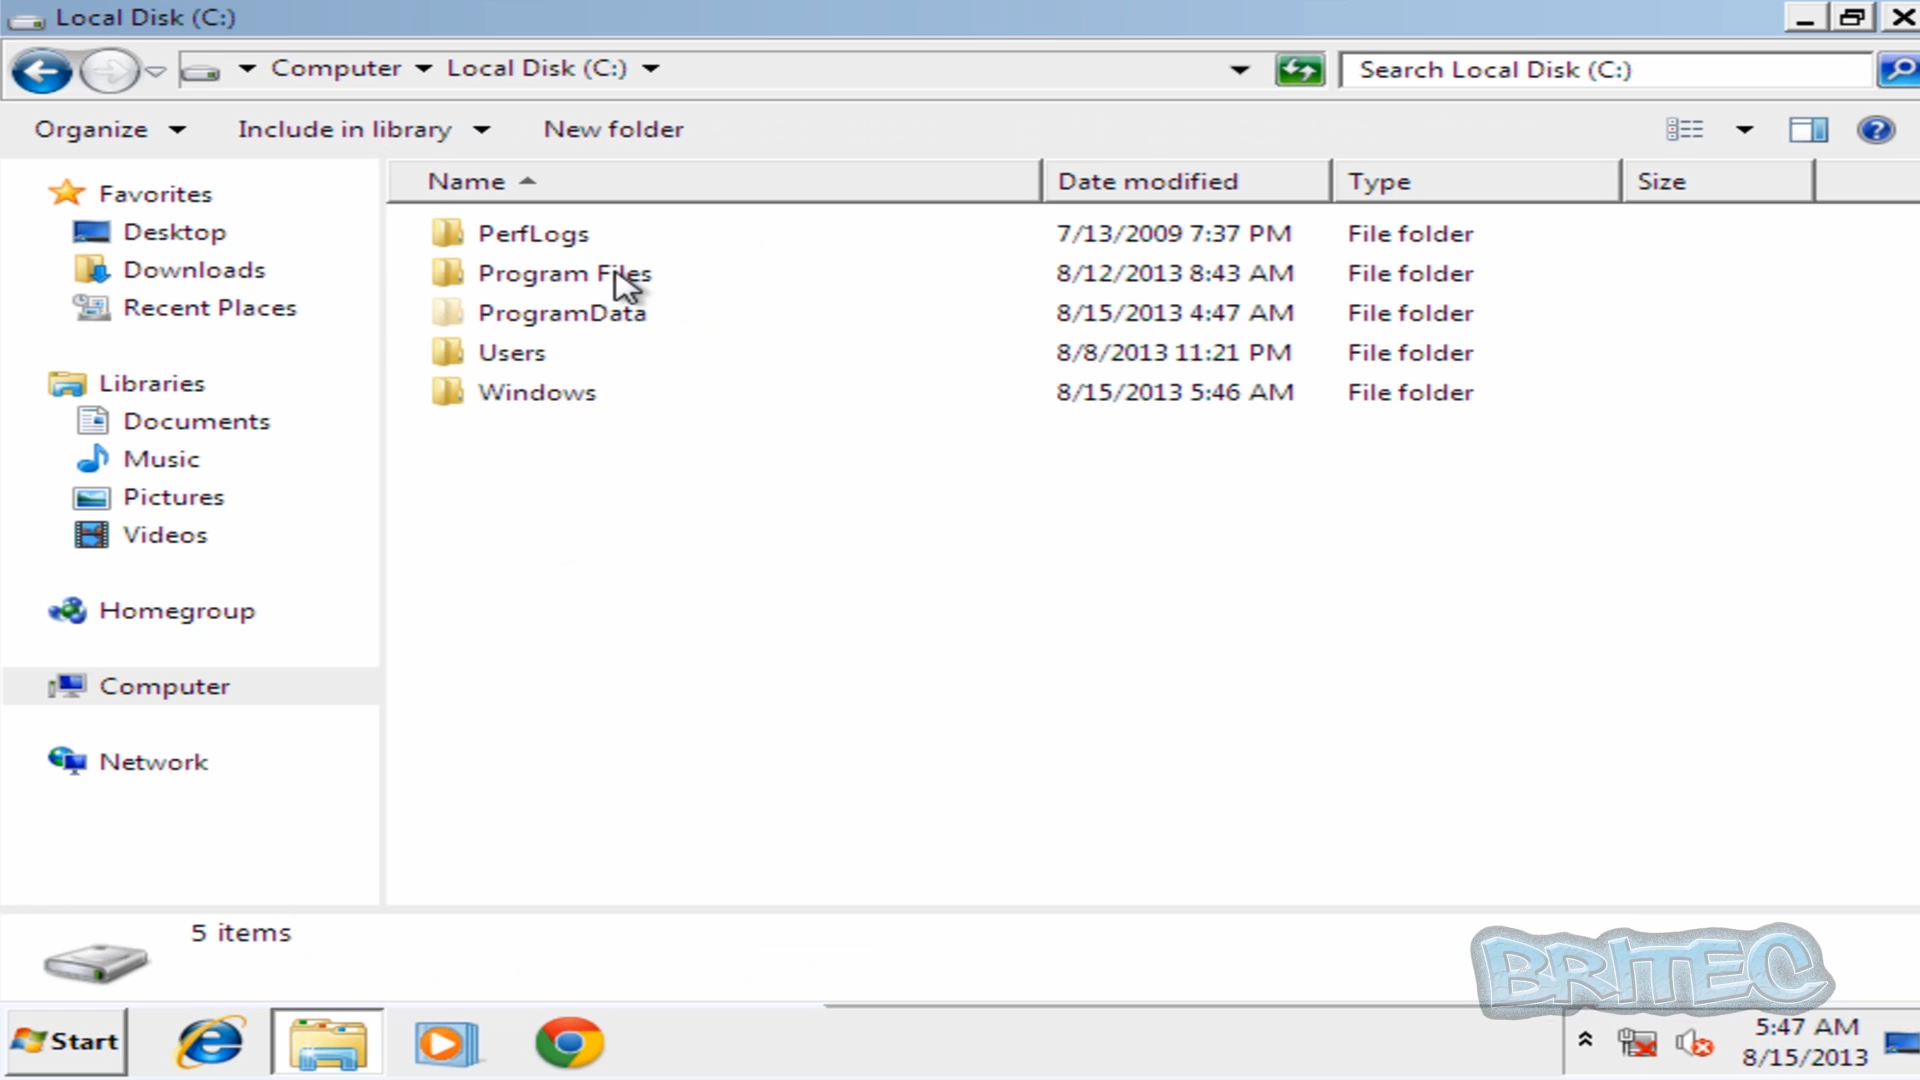 Local Disk (C:)
Computer Local Disk (C:) Search Local Disk (C:)
Organize Include in library New folder
Name Date modified Type Size
PerfLogs 7/13/2009 7:37 PM File folder
Program Files 8/12/2013 8:43 AM File folder
ProgramData 8/15/2013 4:47 AM File folder
Users 8/8/2013 11:21 PM File folder
Windows 8/15/2013 5:46 AM File folder
Favorites
Desktop
Downloads
Recent Places
Libraries
Documents
Music
Pictures
Videos
Homegroup
Computer
Network
5 items
BRITEC
Start
5:47 AM
8/15/2013